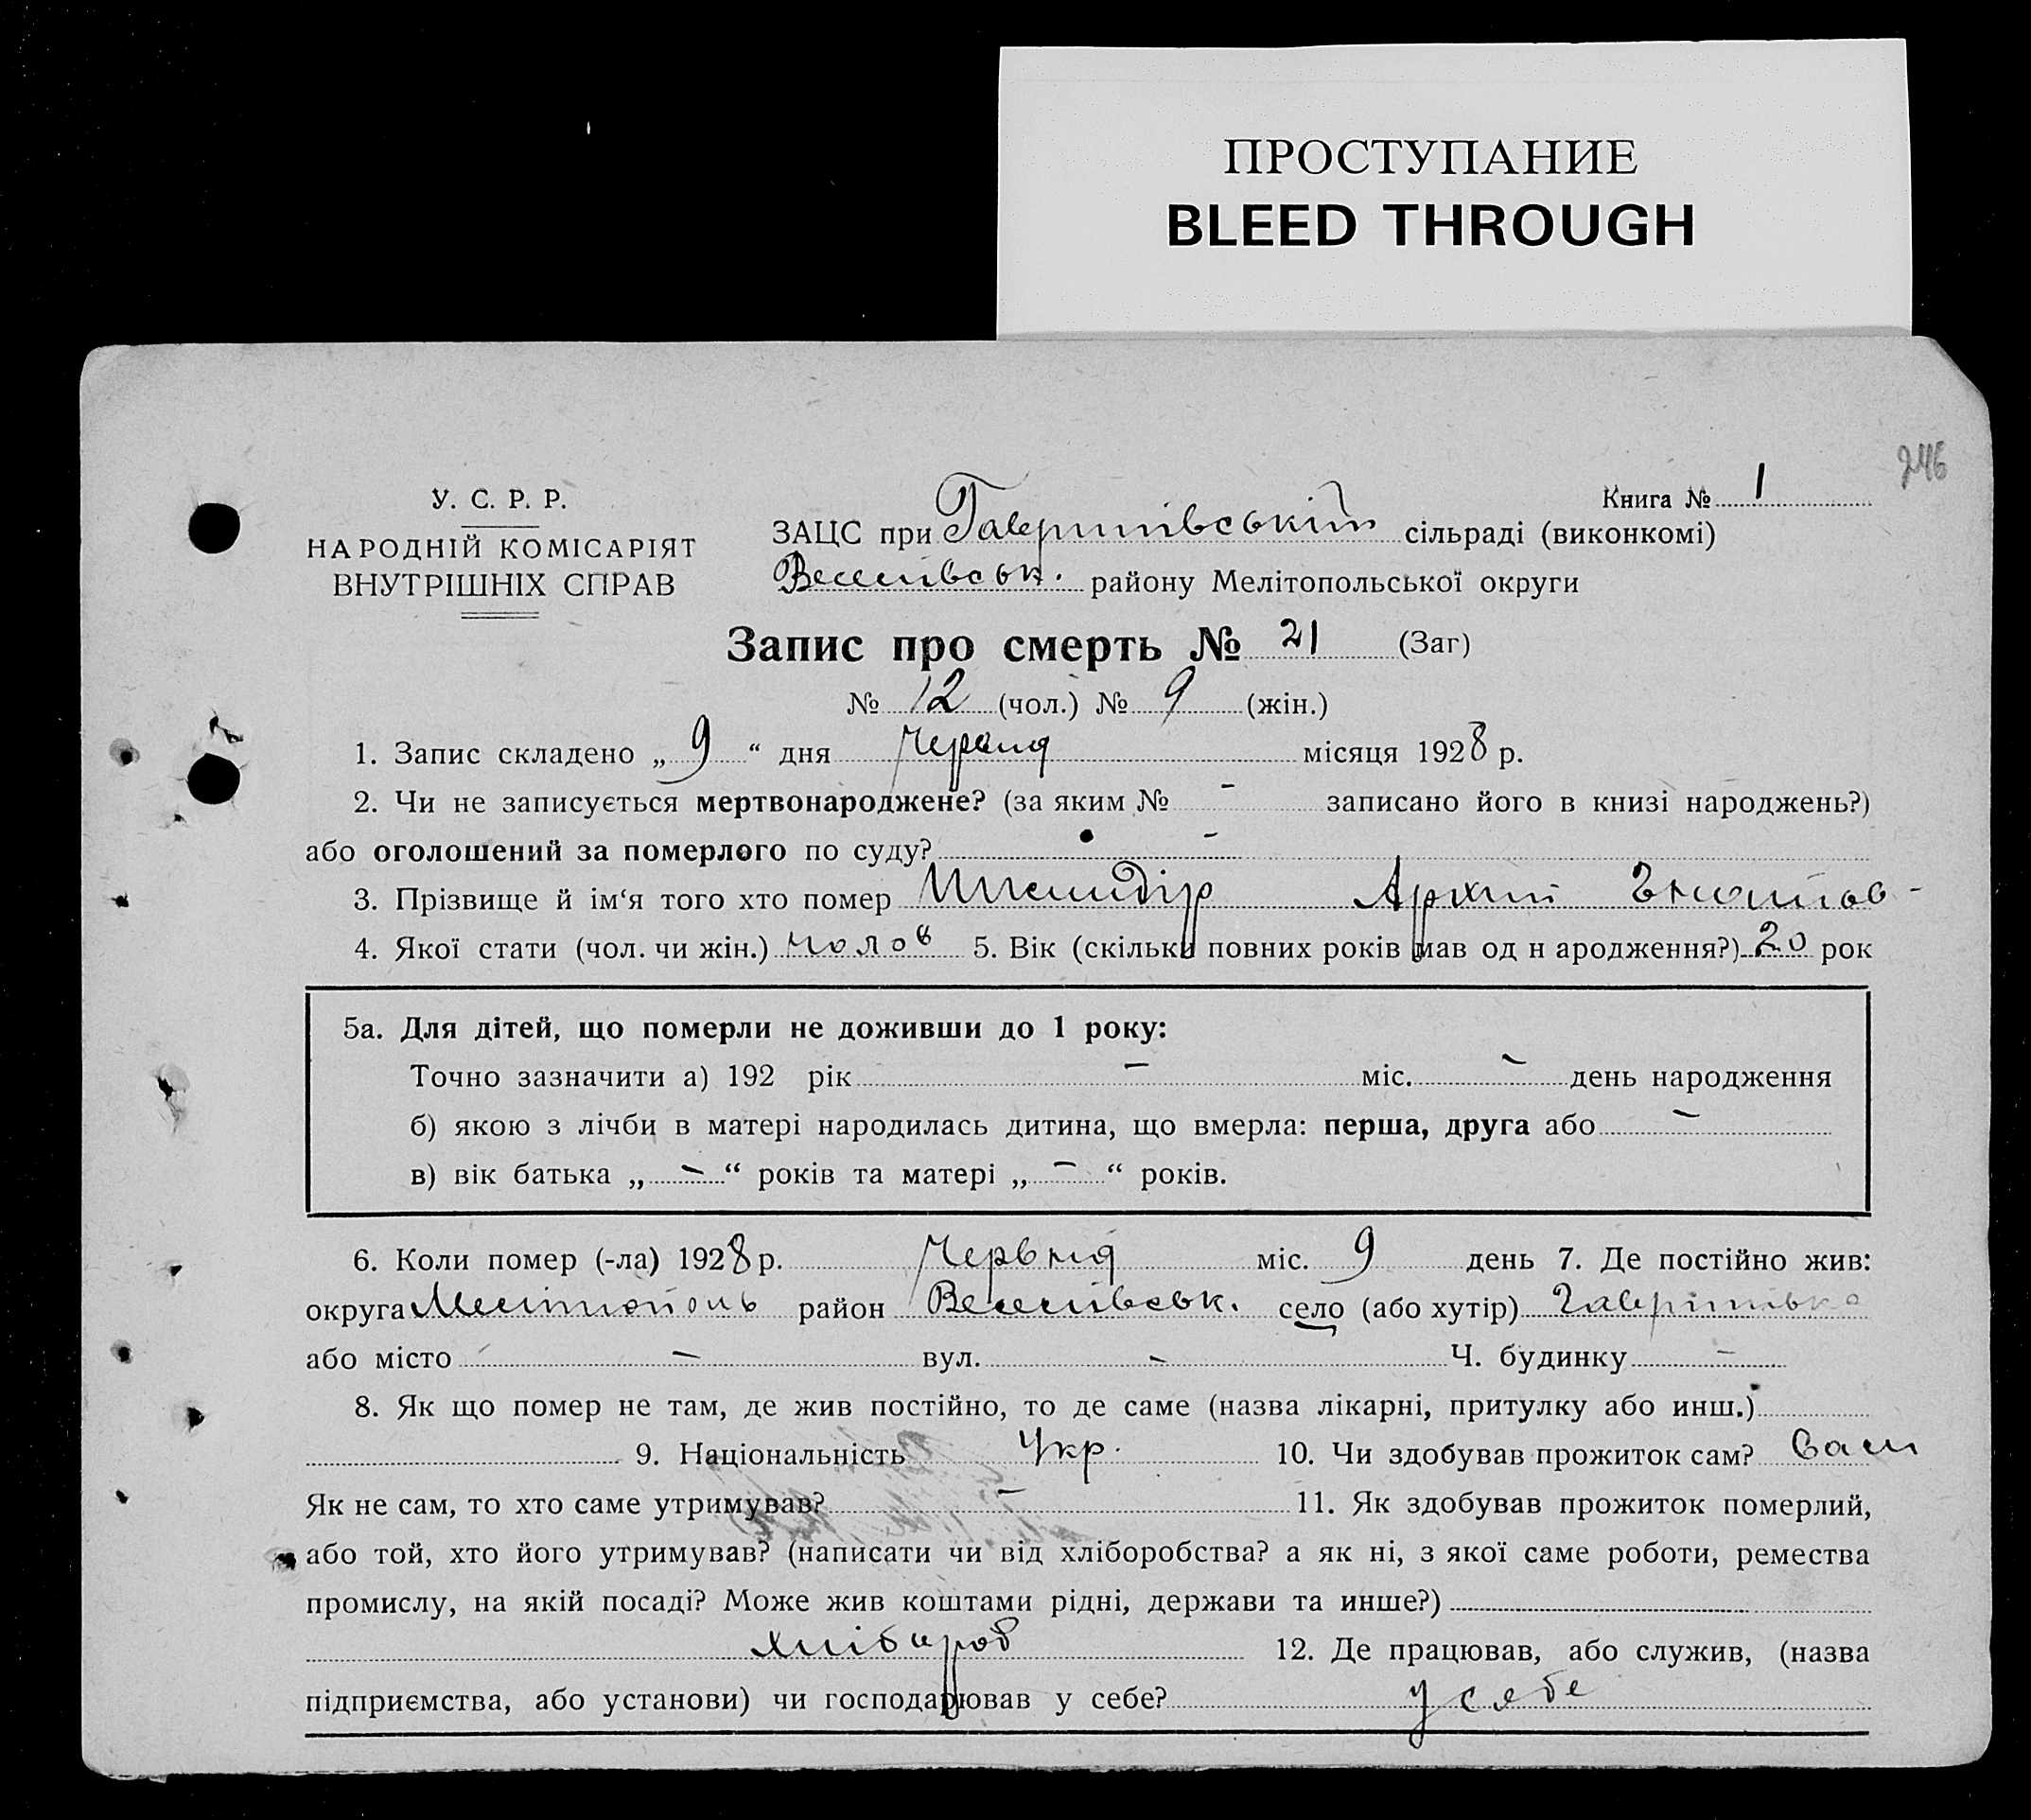 ПРОСТУПАНИЕ
BLEED THROUGH
246
У. С. Р. Р.
НАРОДНІЙ КОМІСАРІЯТ
ВНУТРІШНІХ СПРАВ
Книга № 1
ЗАЦС при Гаврилівській сільраді (виконкомі)
Веселівськ. району Мелітопольської округи
Запис про смерть № 21 (Заг)
№ 12 (чол.) № 9 (жін.)
1. Запис складено „ 9 “ дня Червня місяця 1928 р.
2. Чи не записується мертвонароджене? (за яким № - записано його в книзі народжень?)
або оголошений за померлого по суду? -
3. Прізвище й ім‘я того хто помер Архип
4. Якої стати (чол. чи жін.) 5. Вік (скільки повних років мав од н ародження?) 20 рок
5а. Для дітей, що померли не доживши до 1 року:
Точно зазначити а) 192 рік - міс. - день народження
б) якою з лічби в матері народилась дитина, що вмерла: перша, друга або -
в) вік батька „ - “ років та матері „ - “ років.
6. Коли помер (-ла) 1928 р. Червня міс. 9 день 7. Де постійно жив:
округа Мелітополь район Веселівськ. село (або хутір) Гаврилівка
або місто - вул. - Ч. будинку -
8. Як що помер не там, де жив постійно, то де саме (назва лікарні, притулку або инш.)
9. Національність Укр. 10. Чи здобував прожиток сам? Сам
Як не сам, то хто саме утримував? - 11. Як здобував прожиток померлий,
або той, хто його утримував? (написати чи від хліборобства? а як ні, з якої саме роботи, ремества
промислу, на якій посаді? Може жив коштами рідні, держави та инше?)
хлібороб 12. Де працював, або служив, (назва
підприємства, або установи) чи господарював у себе? у себе